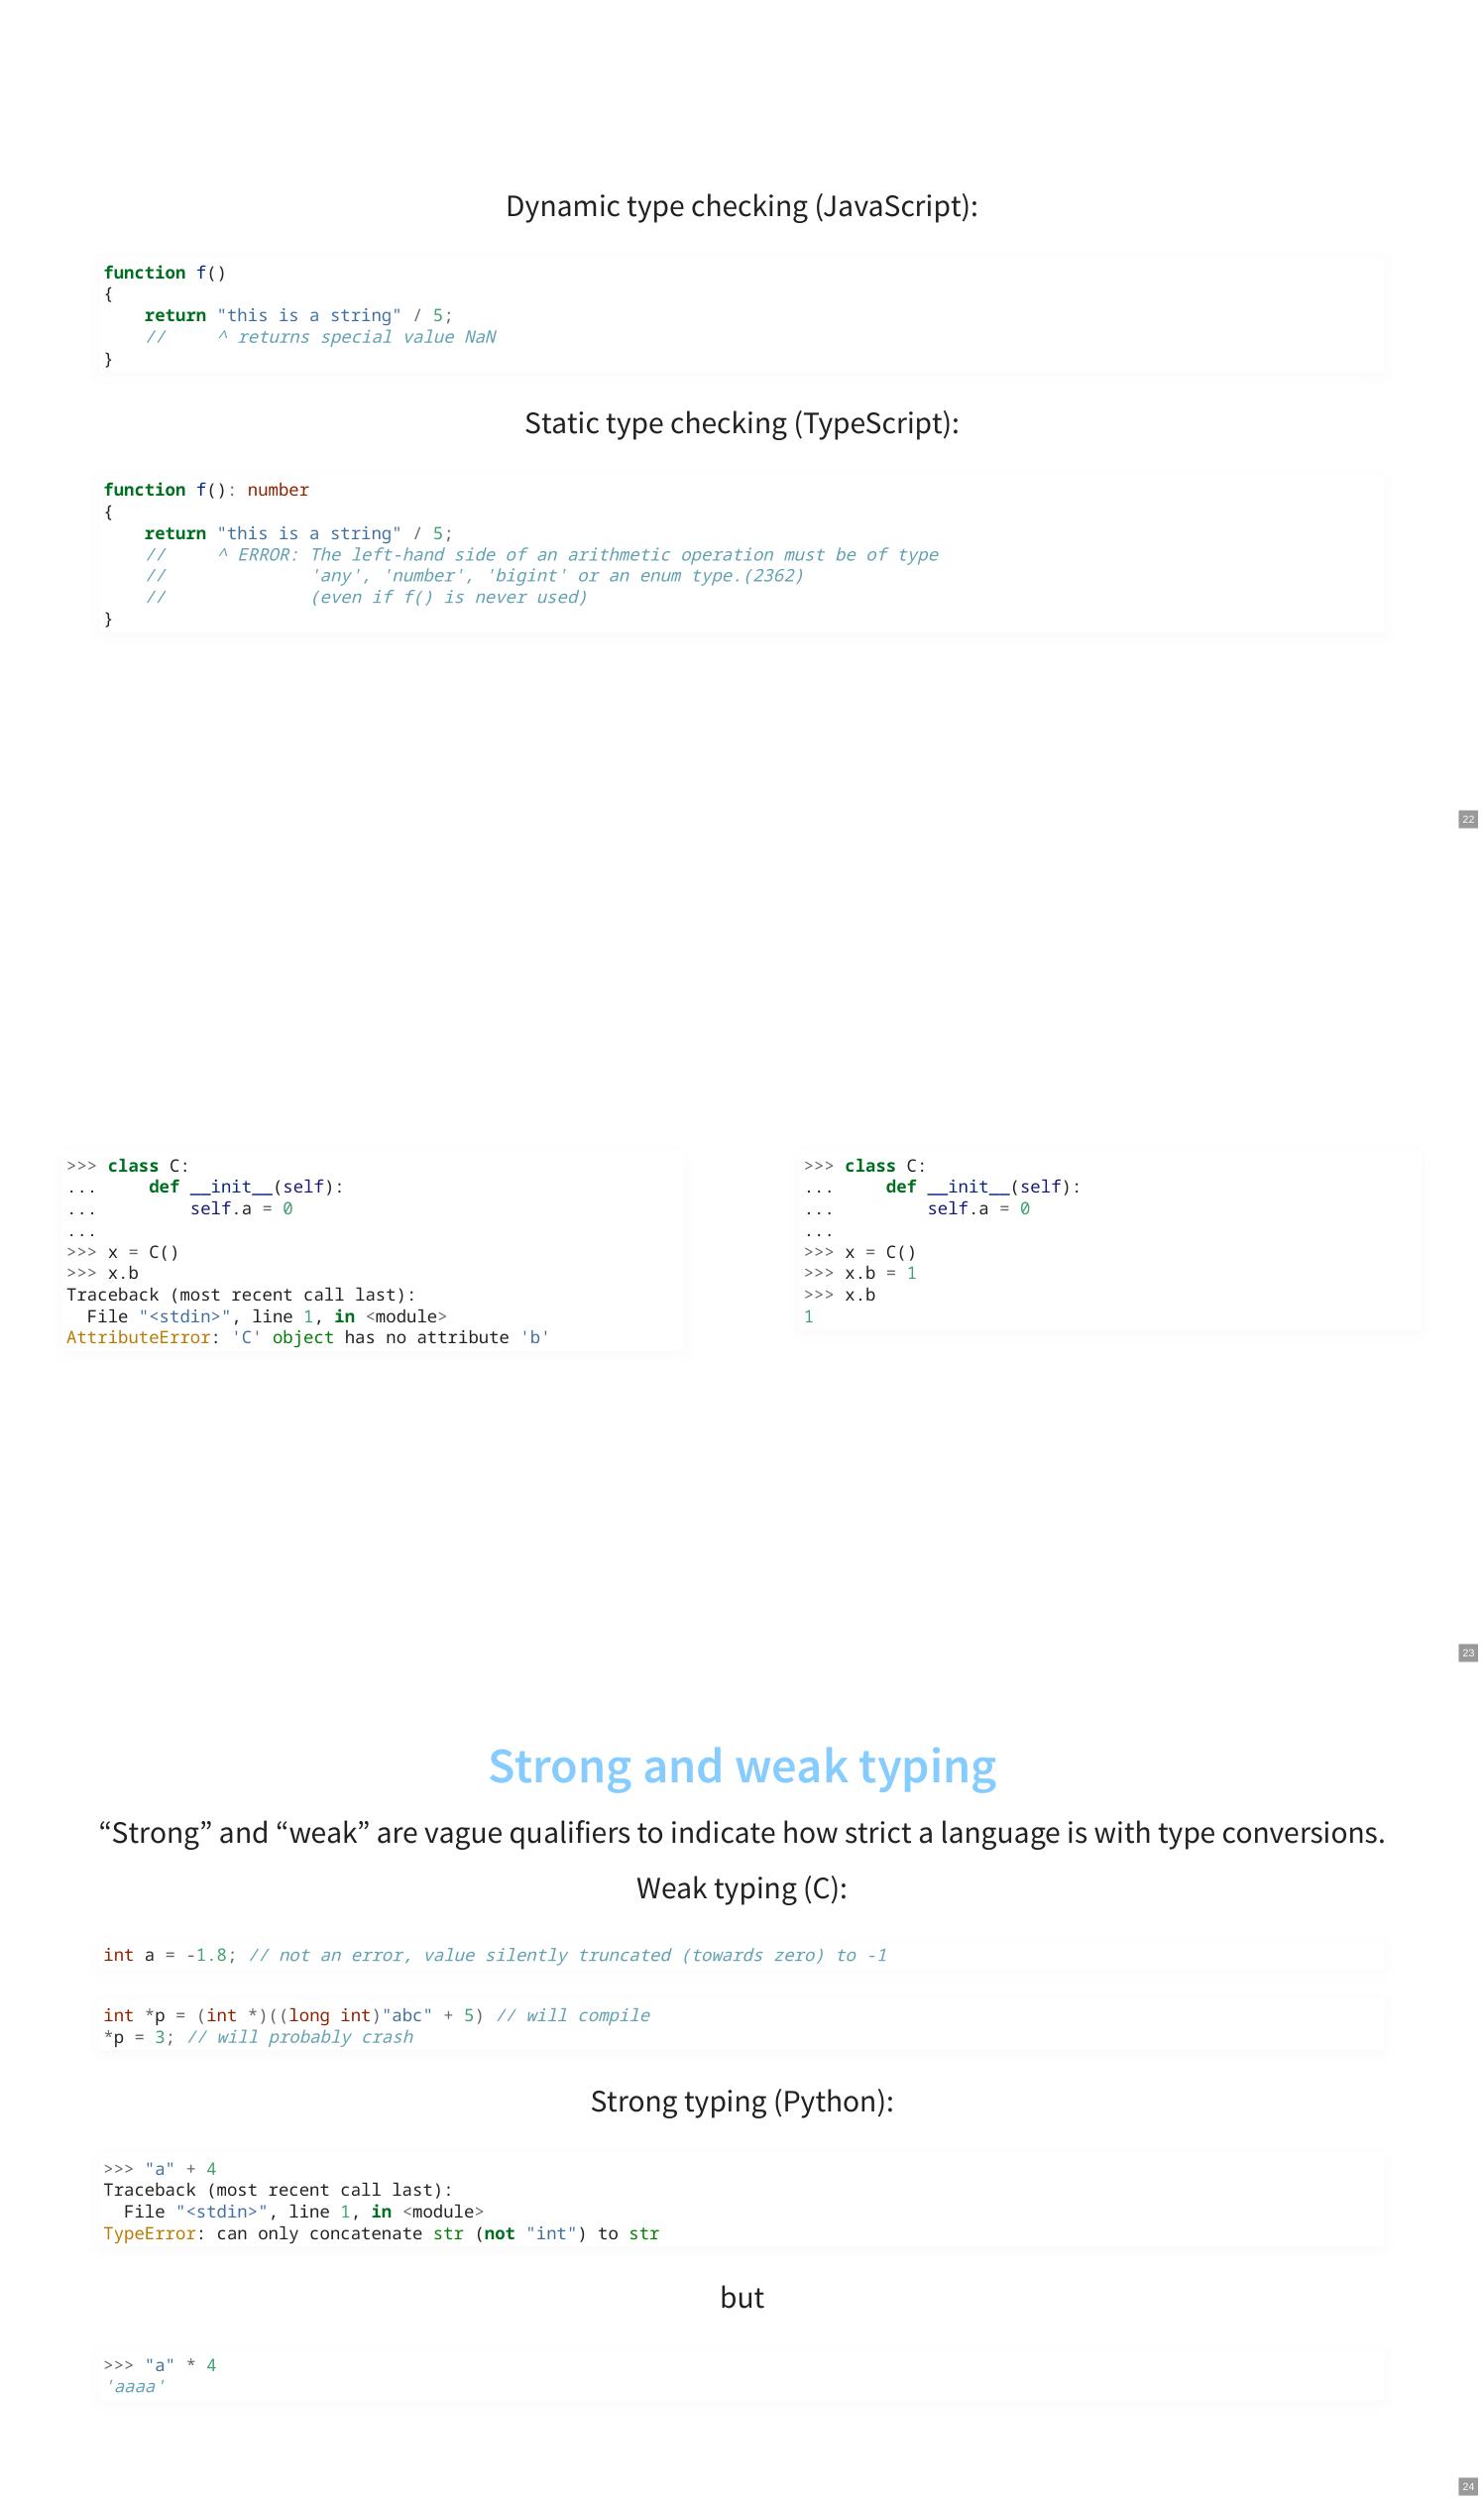 Dynamic type checking (JavaScript):
function f()
{
    return "this is a string" / 5;
    //     ^ returns special value NaN
}
Static type checking (TypeScript):
function f(): number
{
    return "this is a string" / 5;
    //     ^ ERROR: The left-hand side of an arithmetic operation must be of type
    //              'any', 'number', 'bigint' or an enum type.(2362)
    //              (even if f() is never used)
}
22
>>> class C:
...     def __init__(self):
...         self.a = 0
...
>>> x = C()
>>> x.b
Traceback (most recent call last):
  File "<stdin>", line 1, in <module>
AttributeError: 'C' object has no attribute 'b'
>>> class C:
...     def __init__(self):
...         self.a = 0
...
>>> x = C()
>>> x.b = 1
>>> x.b
1
23
Strong and weak typing
“Strong” and “weak” are vague qualifiers to indicate how strict a language is with type conversions.
Weak typing (C):
int a = -1.8; // not an error, value silently truncated (towards zero) to -1
int *p = (int *)((long int)"abc" + 5) // will compile
*p = 3; // will probably crash
Strong typing (Python):
>>> "a" + 4
Traceback (most recent call last):
  File "<stdin>", line 1, in <module>
TypeError: can only concatenate str (not "int") to str
but
>>> "a" * 4
'aaaa'
24